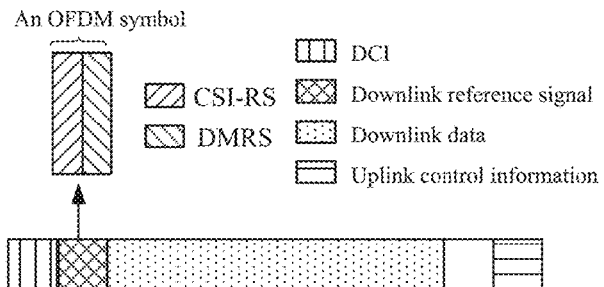 An OFDM symbol
CSI-RS
DMRS
DCI
Downlink reference signal
Downlink data
Uplink control information